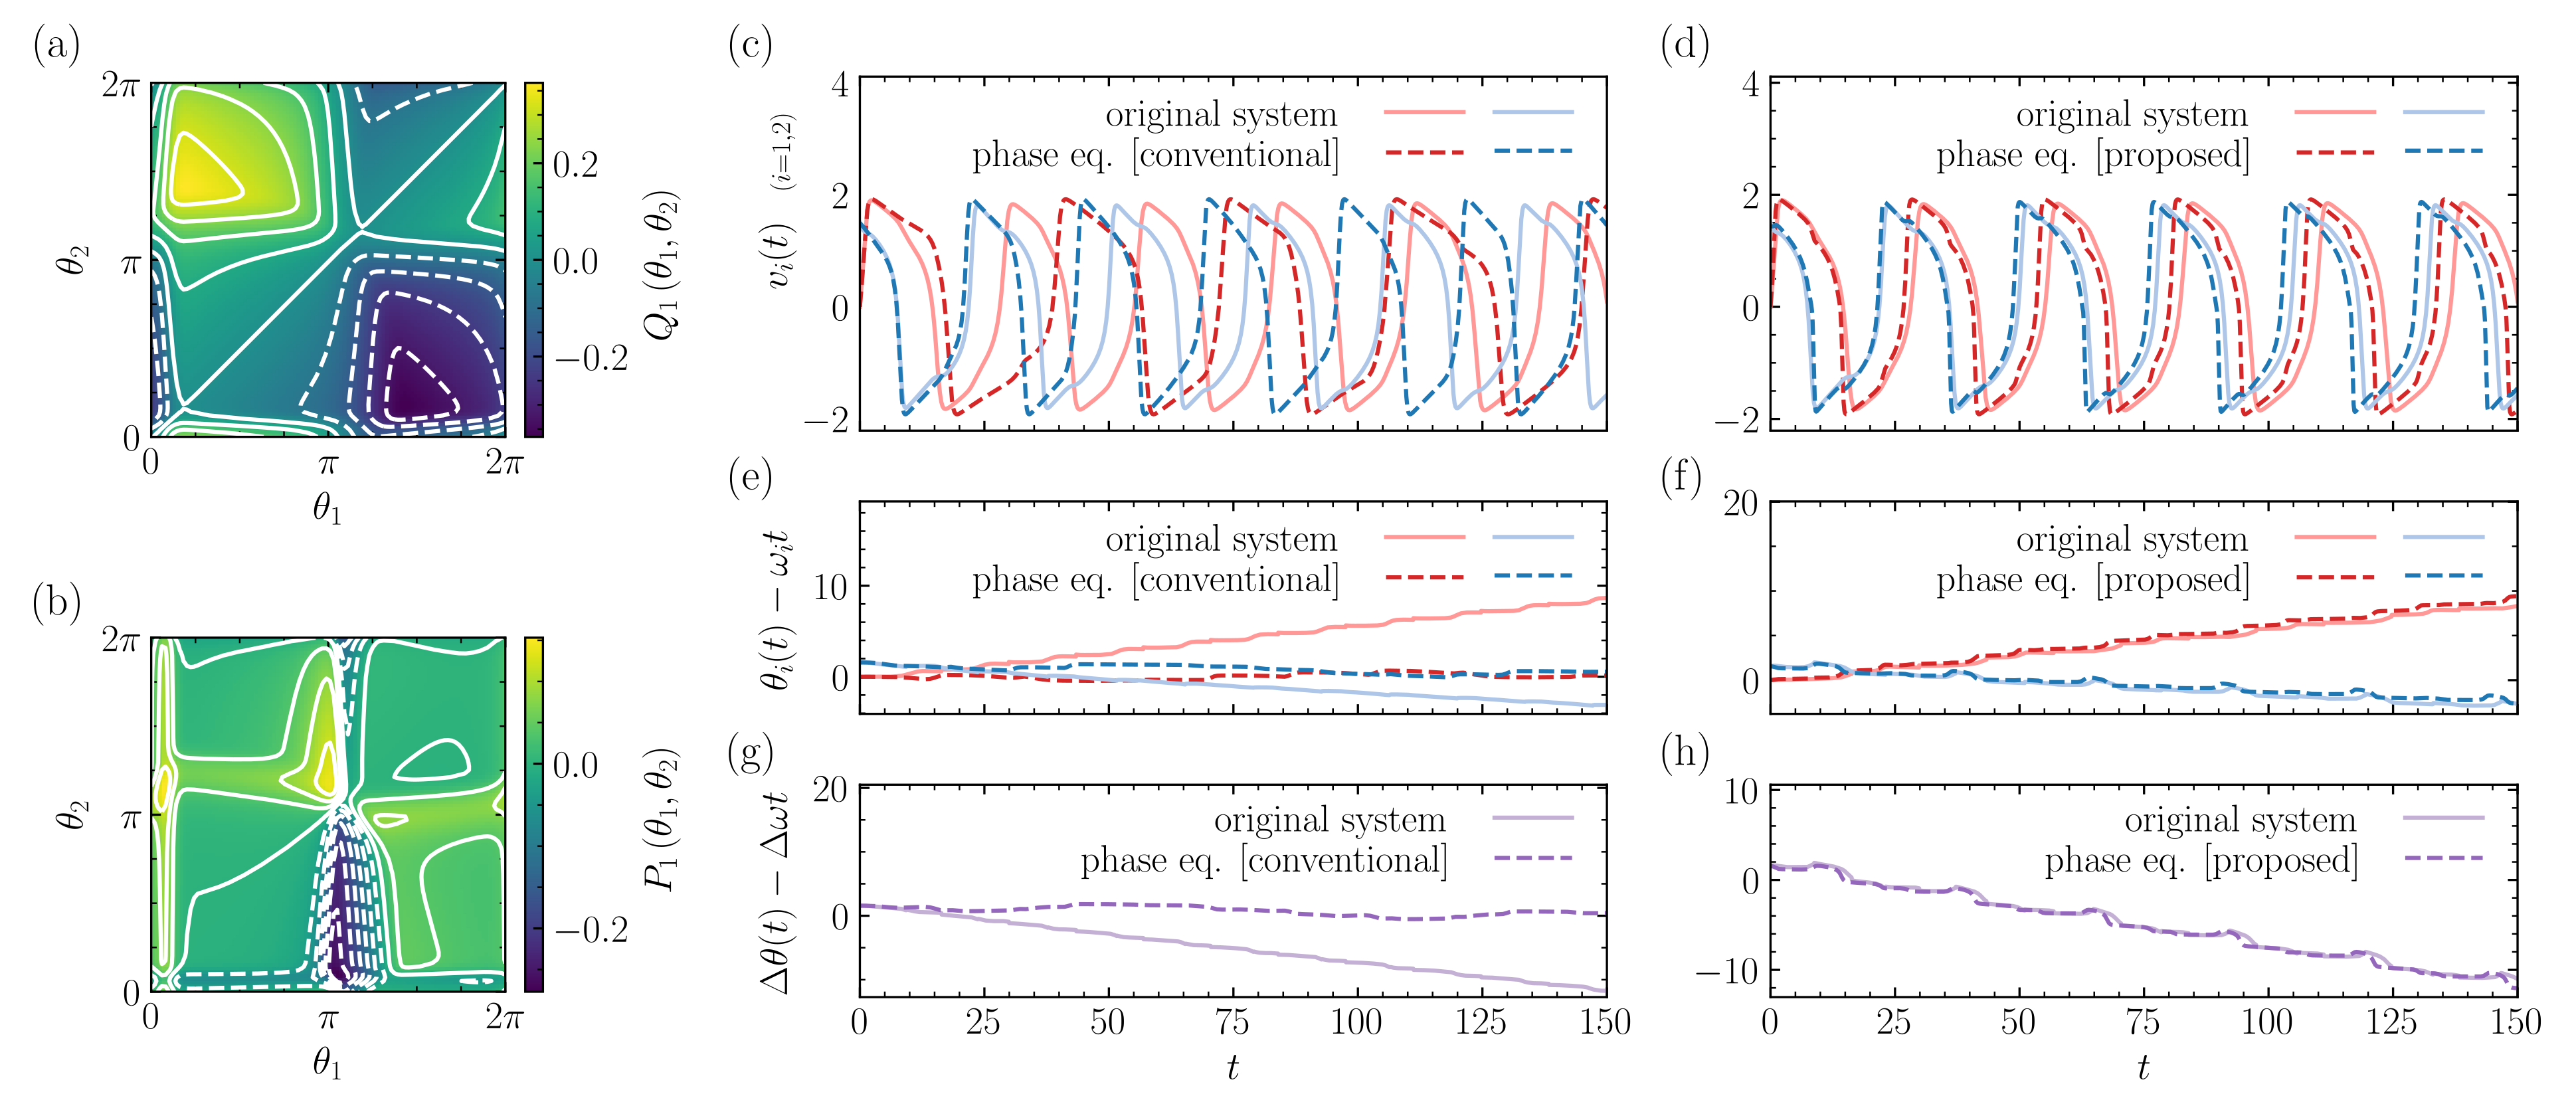 (a)
2π
π
0
0
π
2π
θ₂
θ₁
0.2
0.0
−0.2
Q₁(θ₁, θ₂)
(b)
2π
π
0
0
π
2π
θ₂
θ₁
0.0
−0.2
P₁(θ₁, θ₂)
(c)
4
2
0
−2
vᵢ(t) (i=1,2)
original system
phase eq. [conventional]
(d)
4
2
0
−2
original system
phase eq. [proposed]
(e)
10
0
θᵢ(t) − ωᵢt
original system
phase eq. [conventional]
(f)
20
10
0
original system
phase eq. [proposed]
(g)
20
0
Δθ(t) − Δωt
original system
phase eq. [conventional]
0
25
50
75
100
125
150
t
(h)
10
0
−10
original system
phase eq. [proposed]
0
25
50
75
100
125
150
t